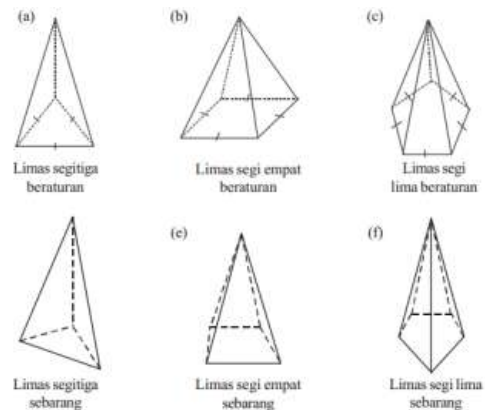 (a)
(b)
(c)
Limas segitiga
beraturan
Limas segi empat
beraturan
Limas segi
lima beraturan
(e)
(f)
Limas segitiga
sebarang
Limas segi empat
sebarang
Limas segi lima
sebarang